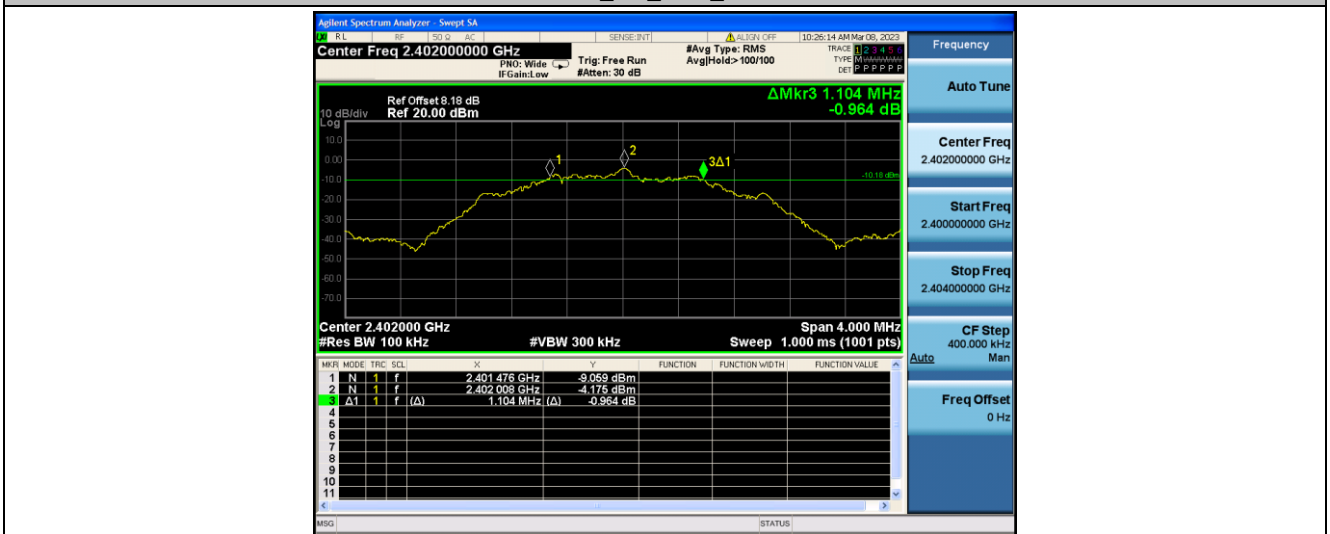 Agilent Spectrum Analyzer - Swept SA
RL RF 50 Ω AC SENSE:INT ALIGN OFF 10:26:14 AM Mar 08, 2023
Center Freq 2.402000000 GHz
PNO: Wide
IFGain:Low
Trig: Free Run
#Atten: 30 dB
#Avg Type: RMS
Avg|Hold:> 100/100
TRACE 1 2 3 4 5 6
TYPE M
DET P P P P P P
Frequency
Auto Tune
Center Freq
2.402000000 GHz
Start Freq
2.400000000 GHz
Stop Freq
2.404000000 GHz
CF Step
400.000 kHz
Auto Man
Freq Offset
0 Hz
ΔMkr3 1.104 MHz
-0.964 dB
Ref Offset 8.18 dB
10 dB/div Ref 20.00 dBm
Log
10.0
0.00
-10.0
-20.0
-30.0
-40.0
-50.0
-60.0
-70.0
1
2
3Δ1
-10.18 dBm
Center 2.402000 GHz Span 4.000 MHz
#Res BW 100 kHz #VBW 300 kHz Sweep 1.000 ms (1001 pts)
MKR MODE TRC SCL X Y FUNCTION FUNCTION WIDTH FUNCTION VALUE
1 N 1 f 2.401 476 GHz -9.059 dBm
2 N 1 f 2.402 008 GHz -4.175 dBm
3 Δ1 1 f (Δ) 1.104 MHz (Δ) -0.964 dB
4
5
6
7
8
9
10
11
MSG STATUS